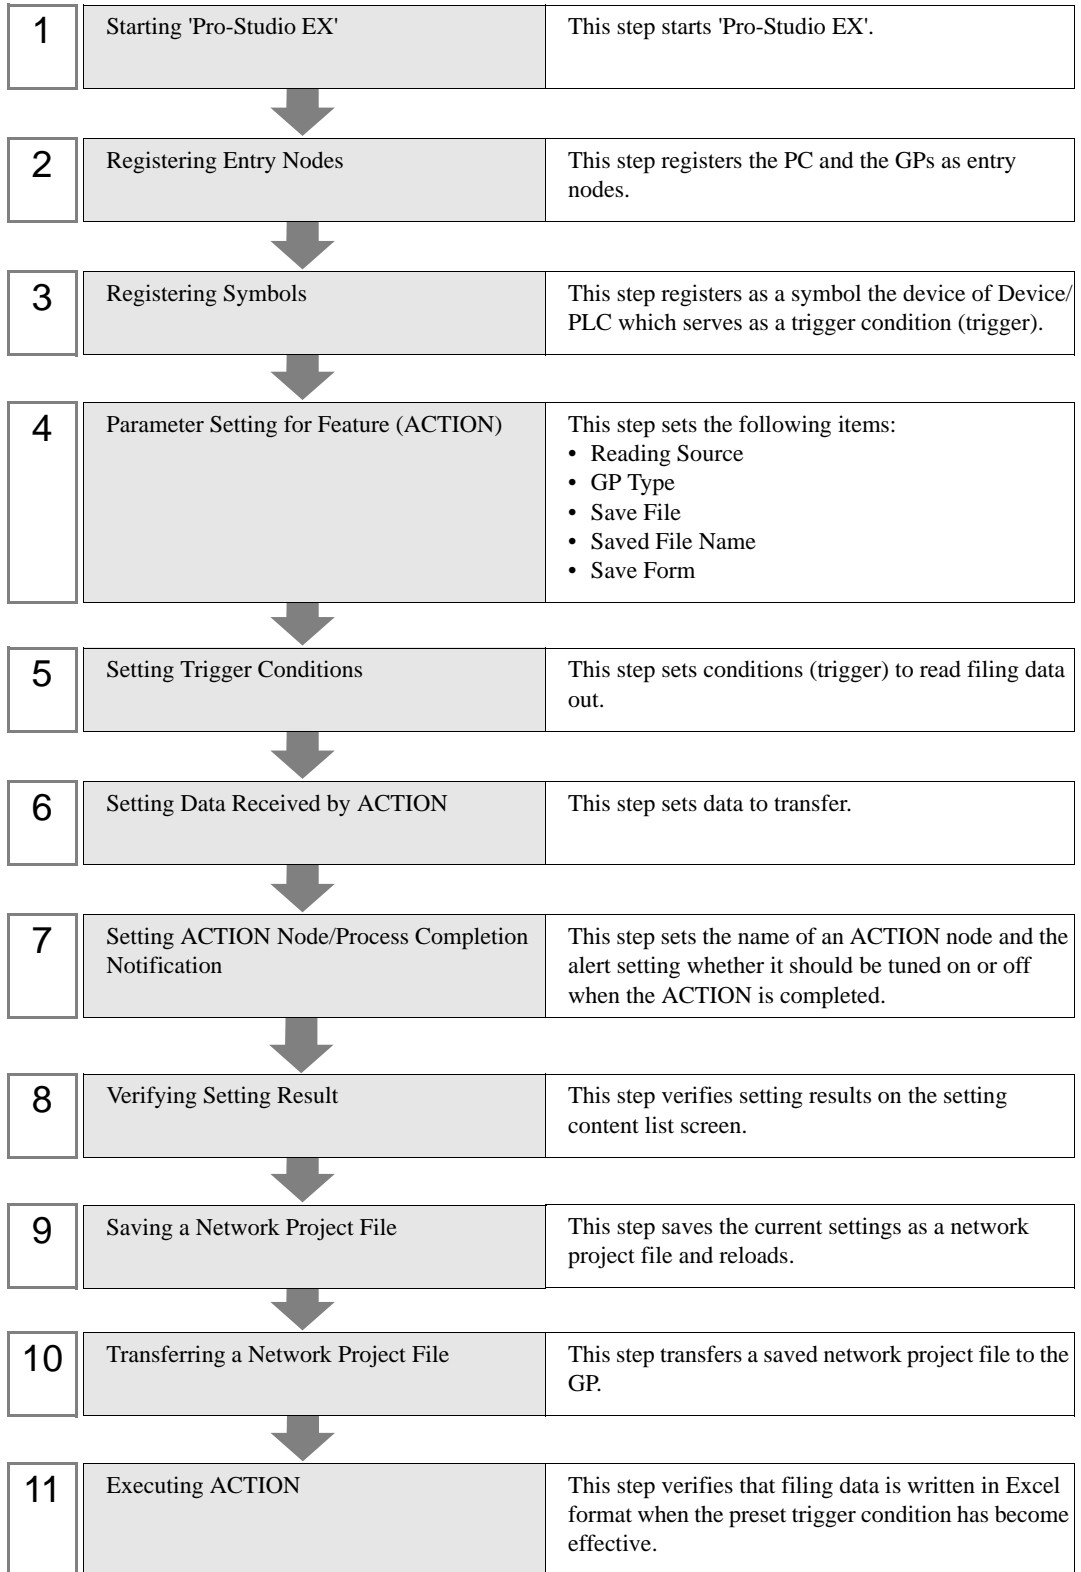 1
Starting 'Pro-Studio EX'
This step starts 'Pro-Studio EX'.
2
Registering Entry Nodes
This step registers the PC and the GPs as entry
nodes.
3
Registering Symbols
This step registers as a symbol the device of Device/
PLC which serves as a trigger condition (trigger).
4
Parameter Setting for Feature (ACTION)
This step sets the following items:
• Reading Source
• GP Type
• Save File
• Saved File Name
• Save Form
5
Setting Trigger Conditions
This step sets conditions (trigger) to read filing data
out.
6
Setting Data Received by ACTION
This step sets data to transfer.
7
Setting ACTION Node/Process Completion
Notification
This step sets the name of an ACTION node and the
alert setting whether it should be tuned on or off
when the ACTION is completed.
8
Verifying Setting Result
This step verifies setting results on the setting
content list screen.
9
Saving a Network Project File
This step saves the current settings as a network
project file and reloads.
10
Transferring a Network Project File
This step transfers a saved network project file to the
GP.
11
Executing ACTION
This step verifies that filing data is written in Excel
format when the preset trigger condition has become
effective.